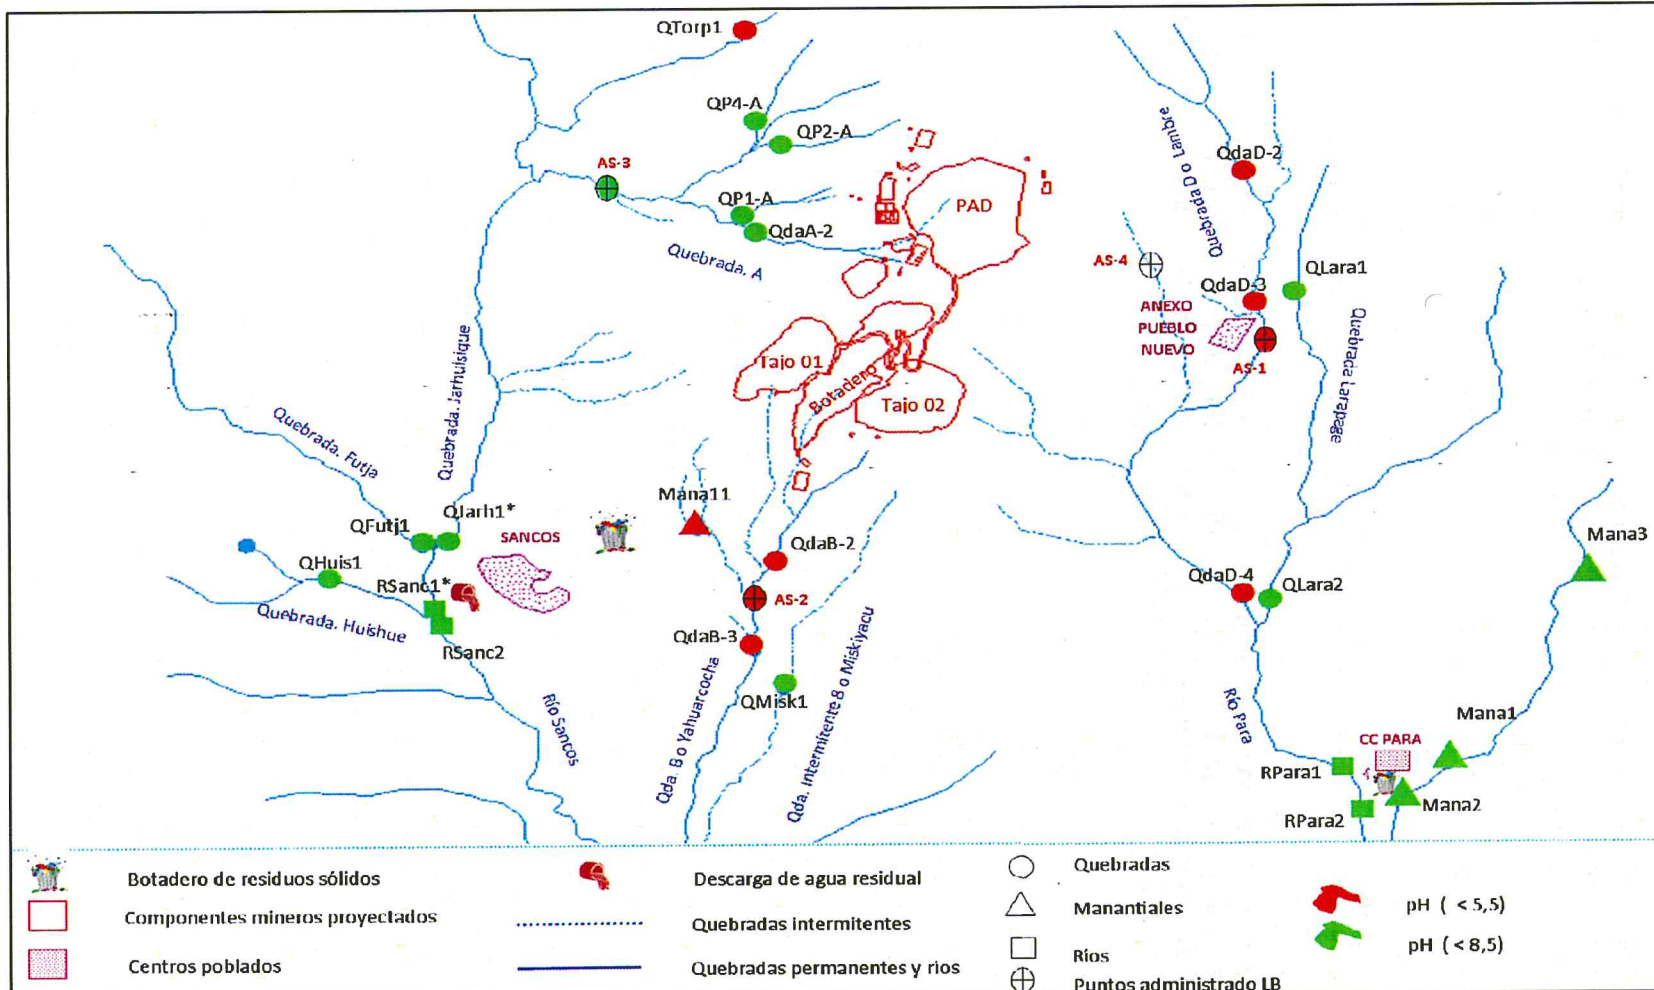 QTorp1
QP4-A
QP2-A
AS-3
QP1-A
QdaA-2
Quebrada. A
PAD
Quebrada D o Lambre
QdaD-2
AS-4
QdaD-3
QLara1
ANEXO
PUEBLO
NUEVO
AS-1
Quebrada Larapage
Quebrada. Jarhuisique
Tajo 01
Botadero
Tajo 02
Quebrada. Futja
QFutj1
QJarh1*
SANCOS
Mana11
QdaB-2
Mana3
QHuis1
RSanc1*
AS-2
QdaD-4
QLara2
Quebrada. Huishue
RSanc2
QdaB-3
QMisk1
Río Sancos
Qda. B o Yahuarcocha
Qda. Intermitente B o Miskiyacu
Río Para
Mana1
CC PARA
RPara1
Mana2
RPara2
Botadero de residuos sólidos
Descarga de agua residual
Quebradas
Componentes mineros proyectados
Quebradas intermitentes
Manantiales
pH ( < 5,5)
Centros poblados
Quebradas permanentes y rios
Ríos
pH ( < 8,5)
Puntos administrado LB